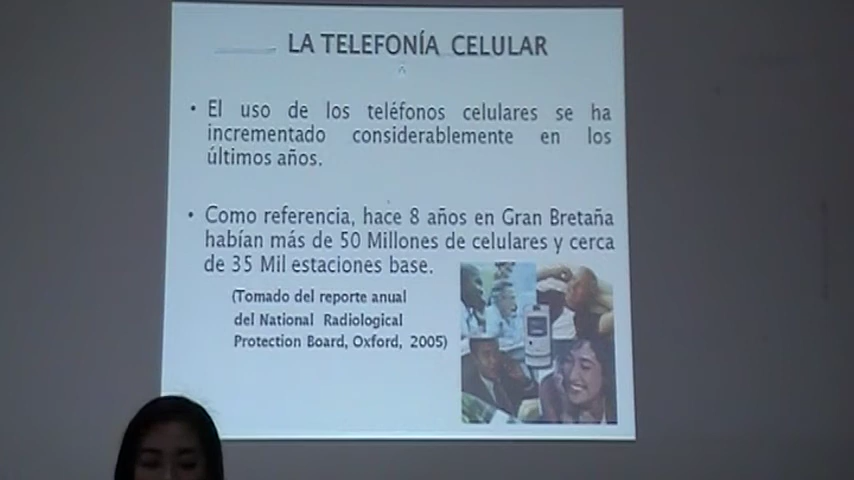 LA TELEFONÍA CELULAR
• El uso de los teléfonos celulares se ha
incrementado considerablemente en los
últimos años.
• Como referencia, hace 8 años en Gran Bretaña
habían más de 50 Millones de celulares y cerca
de 35 Mil estaciones base.
(Tomado del reporte anual
del National Radiological
Protection Board, Oxford, 2005)